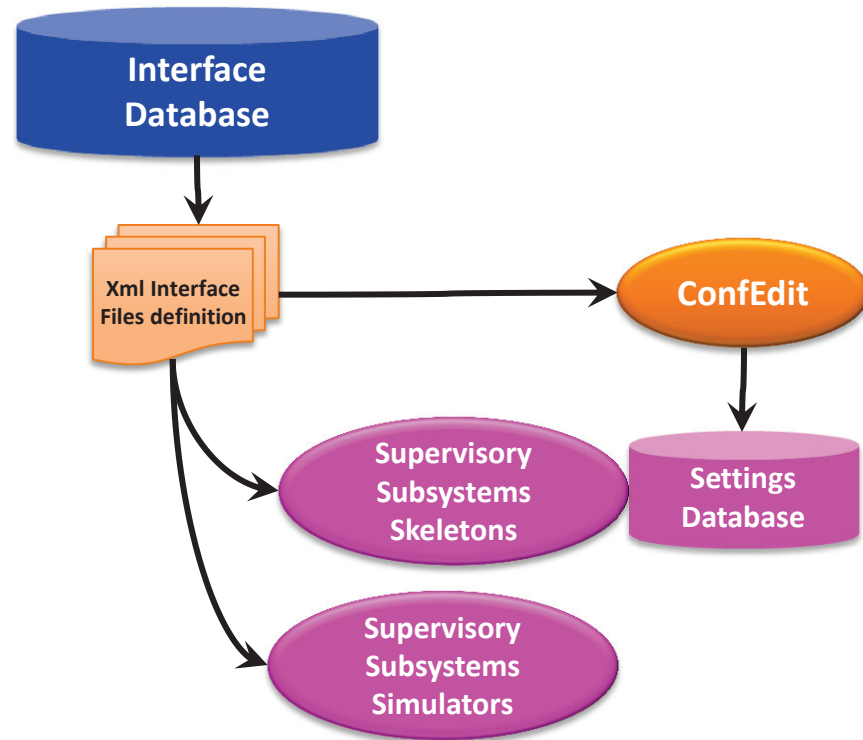 Interface
Database
Xml Interface
Files definition
ConfEdit
Supervisory
Subsystems
Skeletons
Settings
Database
Supervisory
Subsystems
Simulators